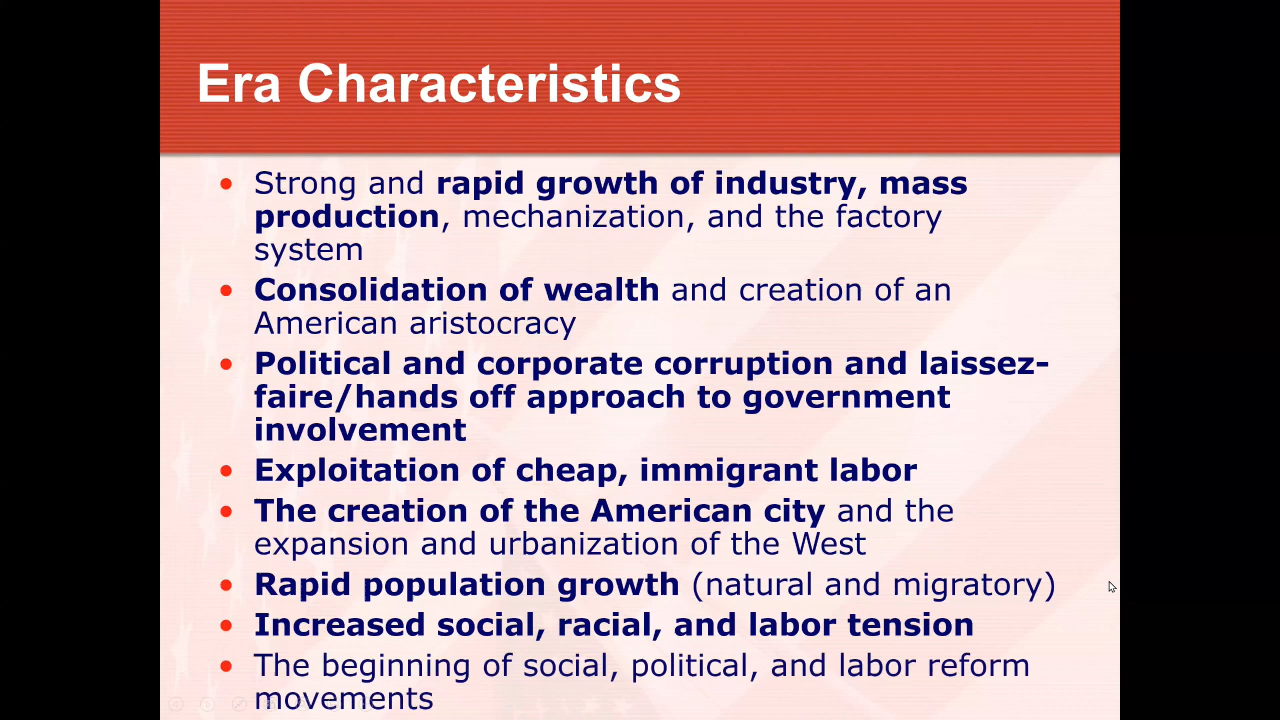 Era Characteristics
• Strong and rapid growth of industry, mass
production, mechanization, and the factory
system
• Consolidation of wealth and creation of an
American aristocracy
• Political and corporate corruption and laissez-
faire/hands off approach to government
involvement
• Exploitation of cheap, immigrant labor
• The creation of the American city and the
expansion and urbanization of the West
• Rapid population growth (natural and migratory)
• Increased social, racial, and labor tension
• The beginning of social, political, and labor reform
movements